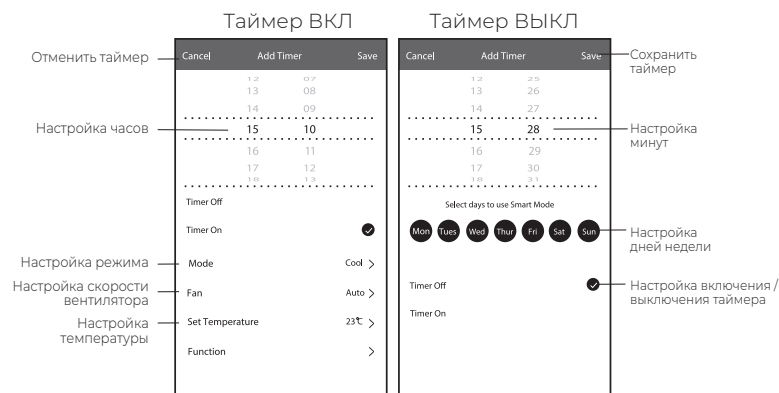 Таймер ВКЛ
Отменить таймер
Cancel Add Timer Save
12 07
13 08
14 09
Настройка часов
15 10
16 11
17 12
18 13
Timer Off
Timer On
Настройка режима
Mode Cool >
Настройка скорости
вентилятора
Fan Auto >
Настройка
температуры
Set Temperature 23℃ >
Function >
Таймер ВЫКЛ
Cancel Add Timer Save
Сохранить
таймер
12 25
13 26
14 27
15 28
Настройка
минут
16 29
17 30
18 31
Select days to use Smart Mode
Mon Tues Wed Thur Fri Sat Sun
Настройка
дней недели
Timer Off
Настройка включения /
выключения таймера
Timer On